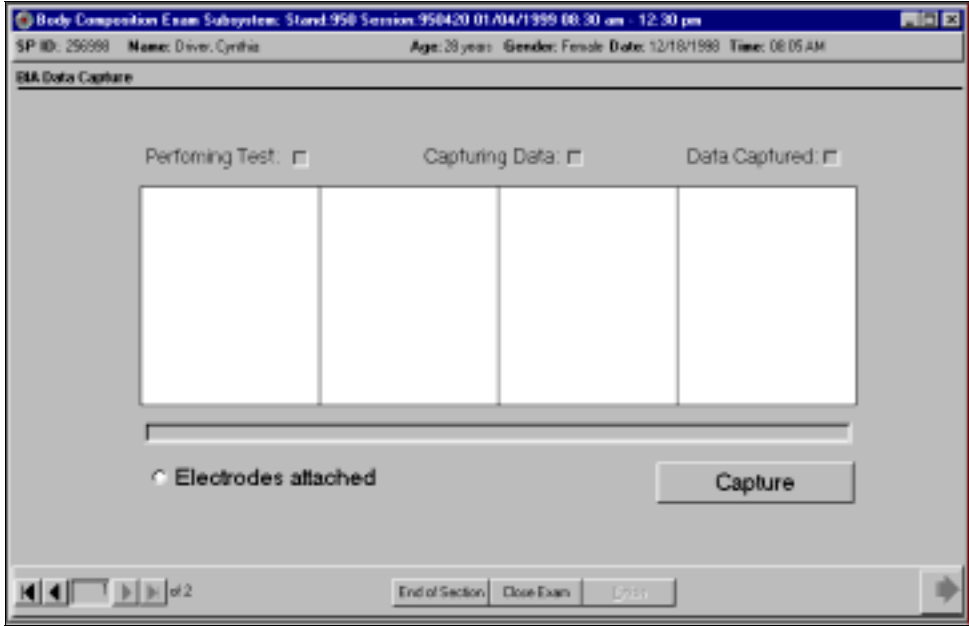 Body Composition Exam Subsystem: Stand:950 Session:950420 01/04/1999 08:30 am - 12:30 pm
SP ID: 256998 Name: Driver, Cynthia Age: 28 years Gender: Female Date: 12/18/1998 Time: 08:05 AM
BIA Data Capture
Perfoming Test: Capturing Data: Data Captured:
Electrodes attached Capture
1 of 2 End of Section Close Exam